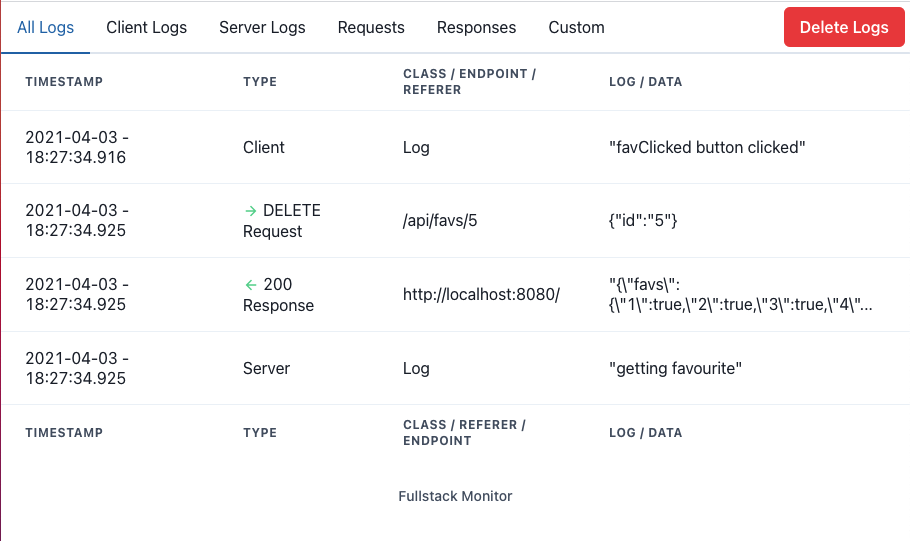 All Logs Client Logs Server Logs Requests Responses Custom Delete Logs
TIMESTAMP TYPE CLASS / ENDPOINT / REFERER LOG / DATA
2021-04-03 - 18:27:34.916 Client Log "favClicked button clicked"
2021-04-03 - 18:27:34.925 → DELETE Request /api/favs/5 {"id":"5"}
2021-04-03 - 18:27:34.925 ← 200 Response http://localhost:8080/ "{\"favs\": {\"1\":true,\"2\":true,\"3\":true,\"4\"...
2021-04-03 - 18:27:34.925 Server Log "getting favourite"
TIMESTAMP TYPE CLASS / REFERER / ENDPOINT LOG / DATA
Fullstack Monitor